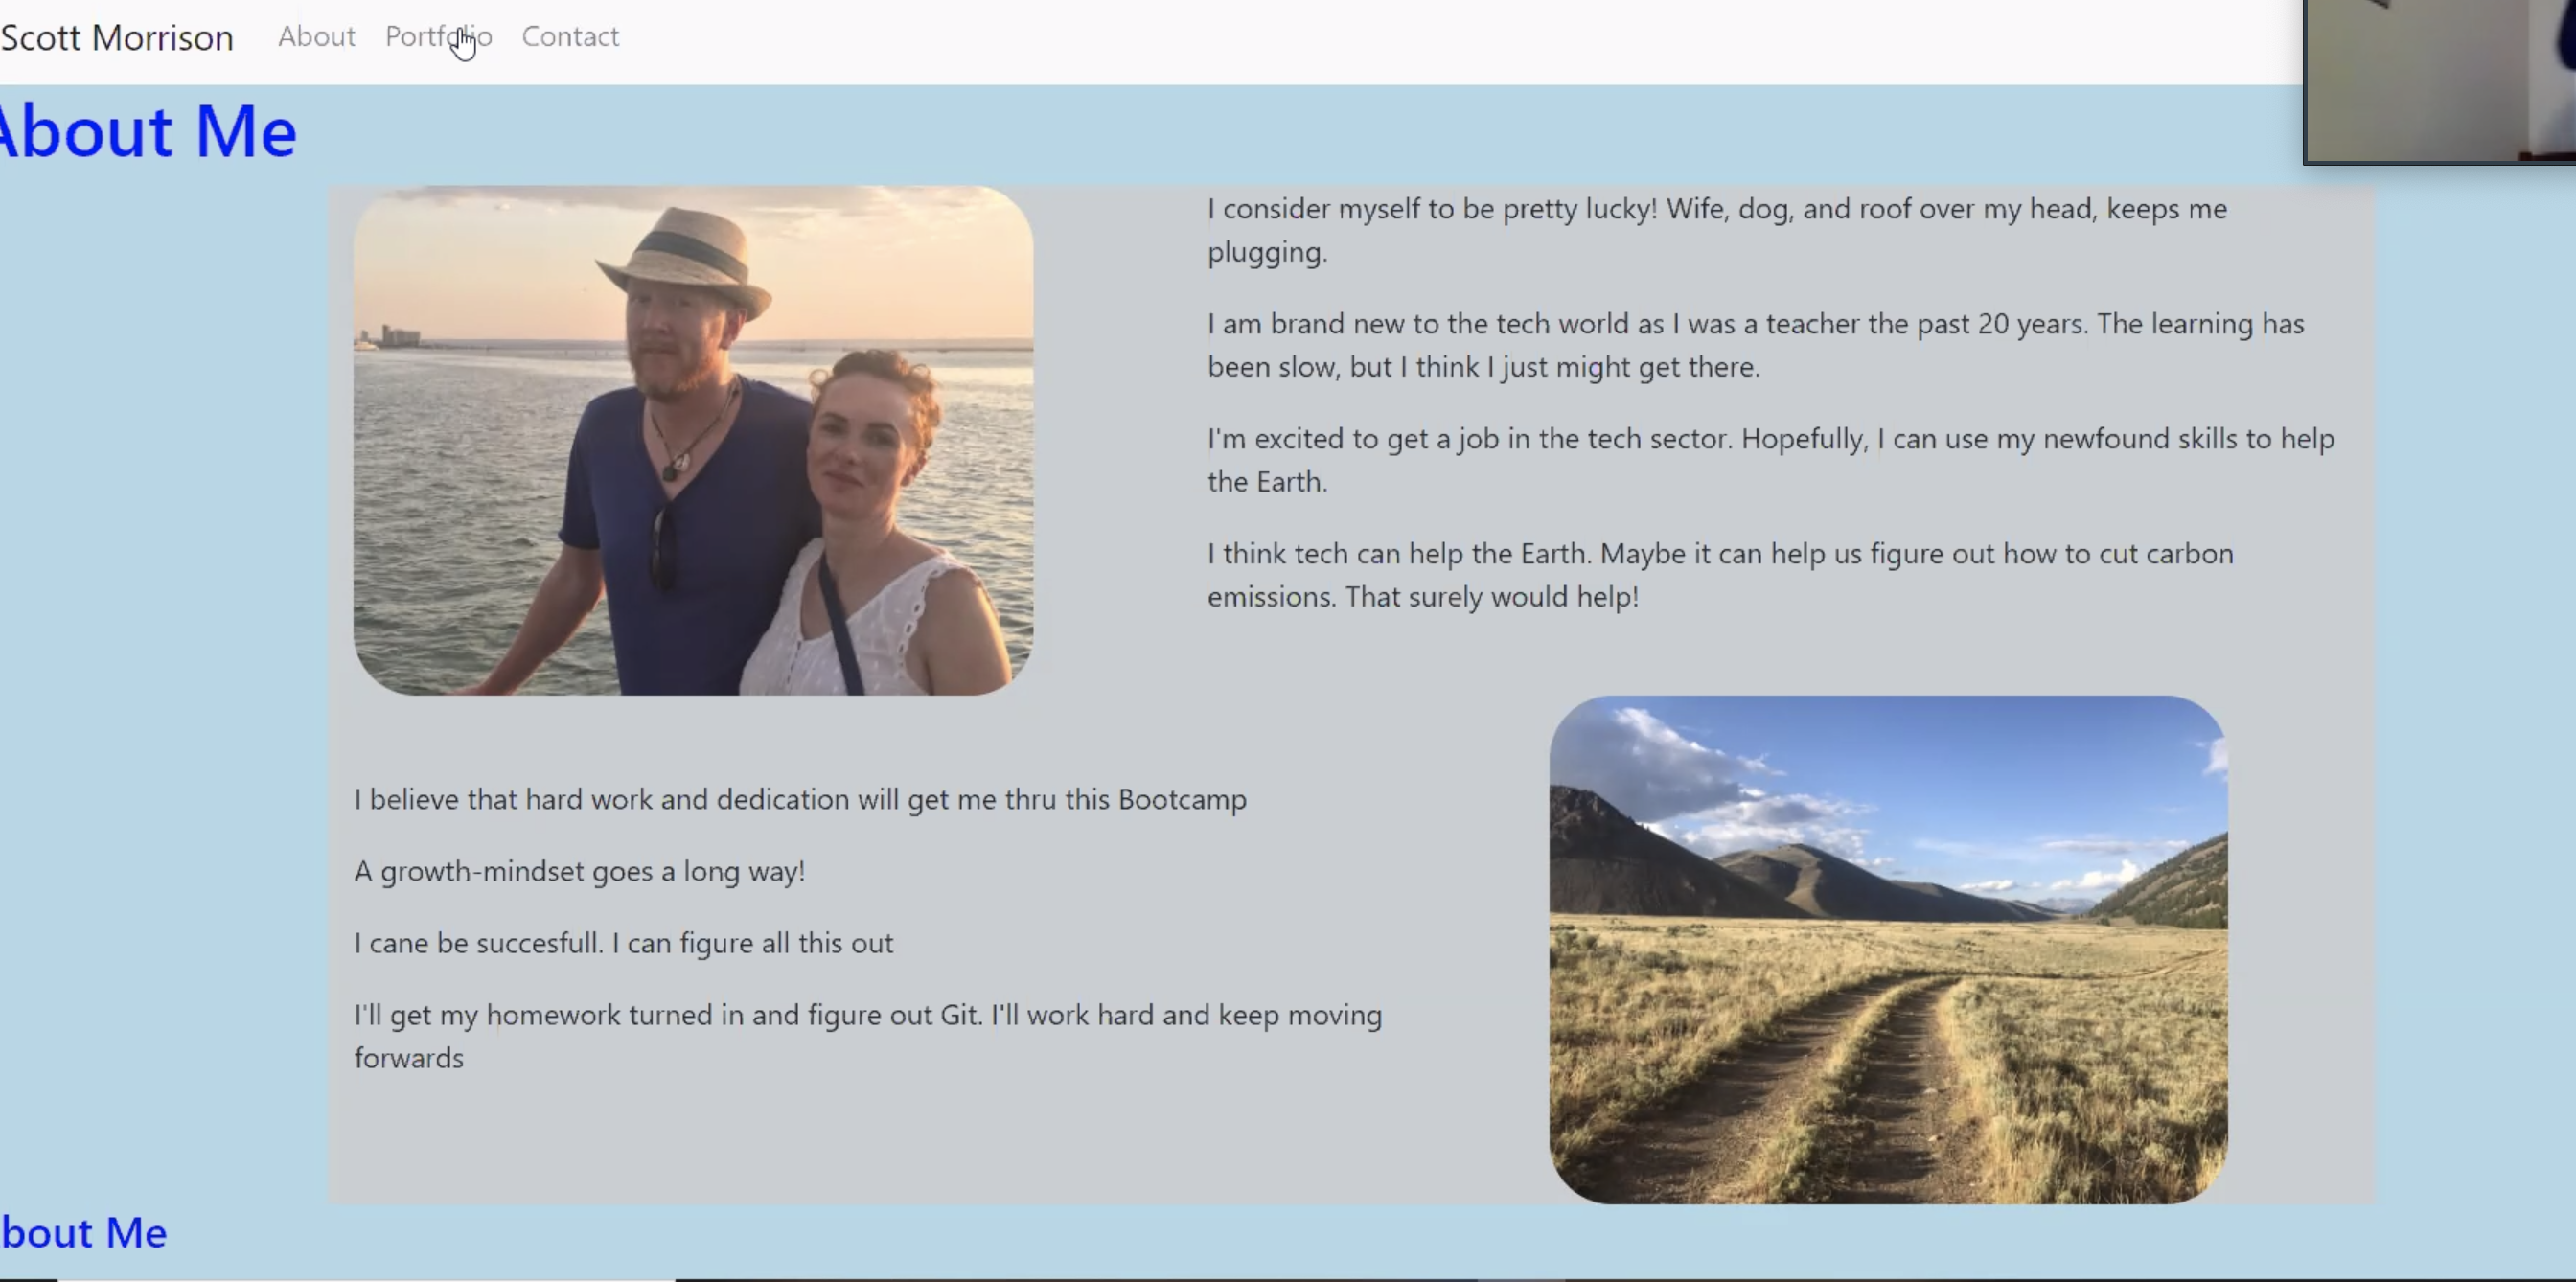 Scott Morrison About Portfolio Contact
About Me
I consider myself to be pretty lucky! Wife, dog, and roof over my head, keeps me
plugging.
I am brand new to the tech world as I was a teacher the past 20 years. The learning has
been slow, but I think I just might get there.
I'm excited to get a job in the tech sector. Hopefully, I can use my newfound skills to help
the Earth.
I think tech can help the Earth. Maybe it can help us figure out how to cut carbon
emissions. That surely would help!
I believe that hard work and dedication will get me thru this Bootcamp
A growth-mindset goes a long way!
I cane be succesfull. I can figure all this out
I'll get my homework turned in and figure out Git. I'll work hard and keep moving
forwards
bout Me